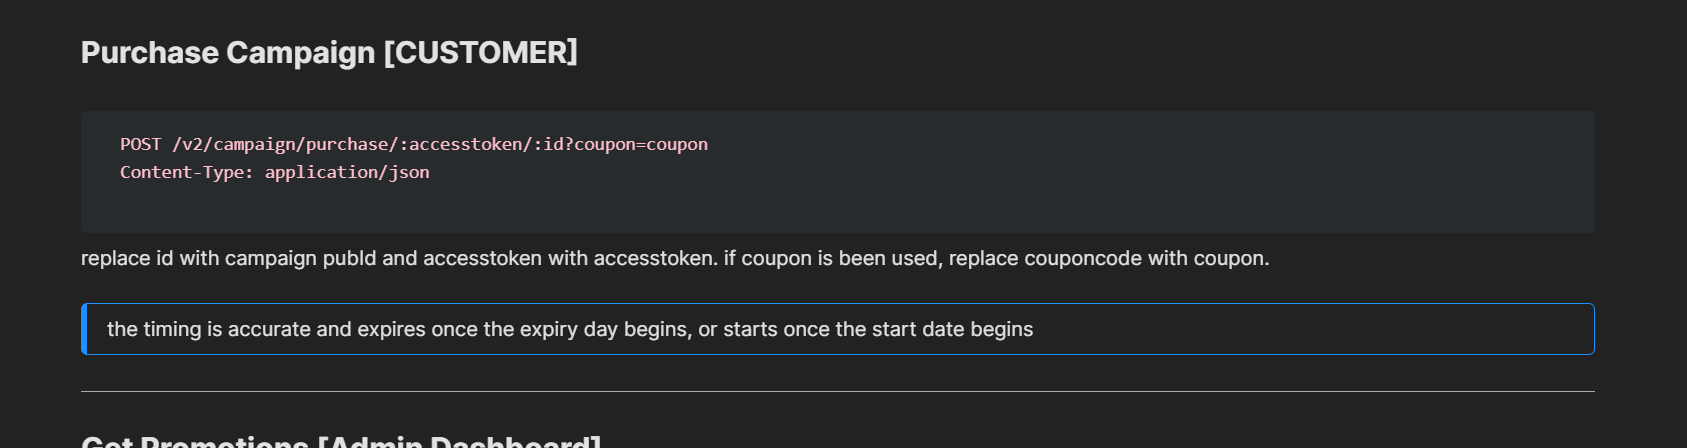 Purchase Campaign [CUSTOMER]
POST /v2/campaign/purchase/:accesstoken/:id?coupon=coupon
Content-Type: application/json
replace id with campaign pubId and accesstoken with accesstoken. if coupon is been used, replace couponcode with coupon.
the timing is accurate and expires once the expiry day begins, or starts once the start date begins
Get Promotions [Admin Dashboard]